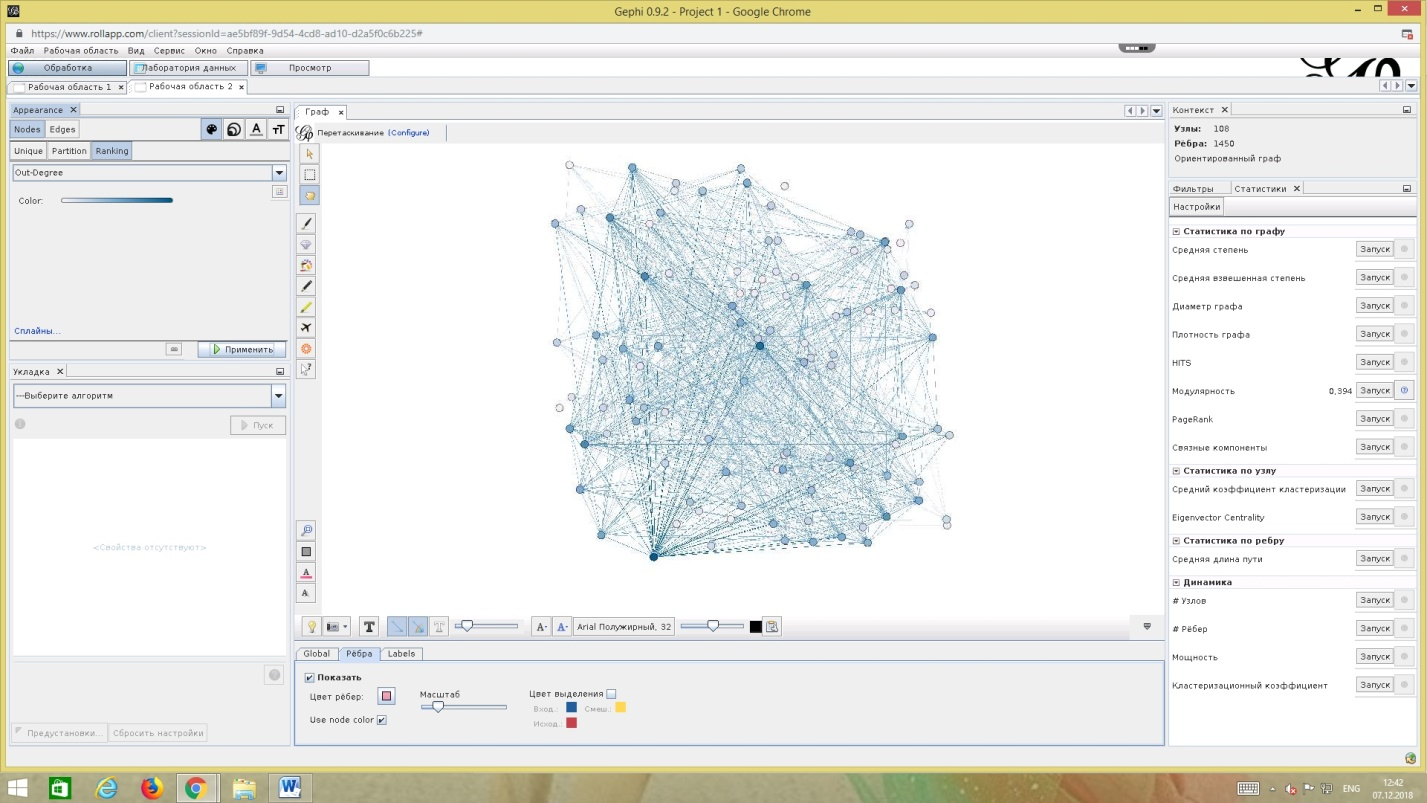 Gephi 0.9.2 - Project 1 - Google Chrome
https://www.rollapp.com/client?sessionId=ae5bf89f-9d54-4cd8-ad10-d2a5f0c6b225#
Файл Рабочая область Вид Сервис Окно Справка
Обработка Лаборатория данных Просмотр
Рабочая область 1 Рабочая область 2
Appearance
Nodes Edges
Unique Partition Ranking
Out-Degree
Color:
Сплайны...
Применить
Укладка
---Выберите алгоритм
Пуск
<Свойства отсутствуют>
Предустановки... Сбросить настройки
Граф
Перетаскивание (Configure)
Arial Полужирный, 32
Global Рёбра Labels
Показать
Цвет рёбер: Масштаб Цвет выделения
Вход.: Смеш.:
Use node color Исход.:
Контекст
Узлы: 108
Рёбра: 1450
Ориентированный граф
Фильтры Статистики
Настройки
Статистика по графу
Средняя степень Запуск
Средняя взвешенная степень Запуск
Диаметр графа Запуск
Плотность графа Запуск
HITS Запуск
Модулярность 0,394 Запуск
PageRank Запуск
Связные компоненты Запуск
Статистика по узлу
Средний коэффициент кластеризации Запуск
Eigenvector Centrality Запуск
Статистика по ребру
Средняя длина пути Запуск
Динамика
# Узлов Запуск
# Рёбер Запуск
Мощность Запуск
Кластеризационный коэффициент Запуск
ENG
12:42
07.12.2018